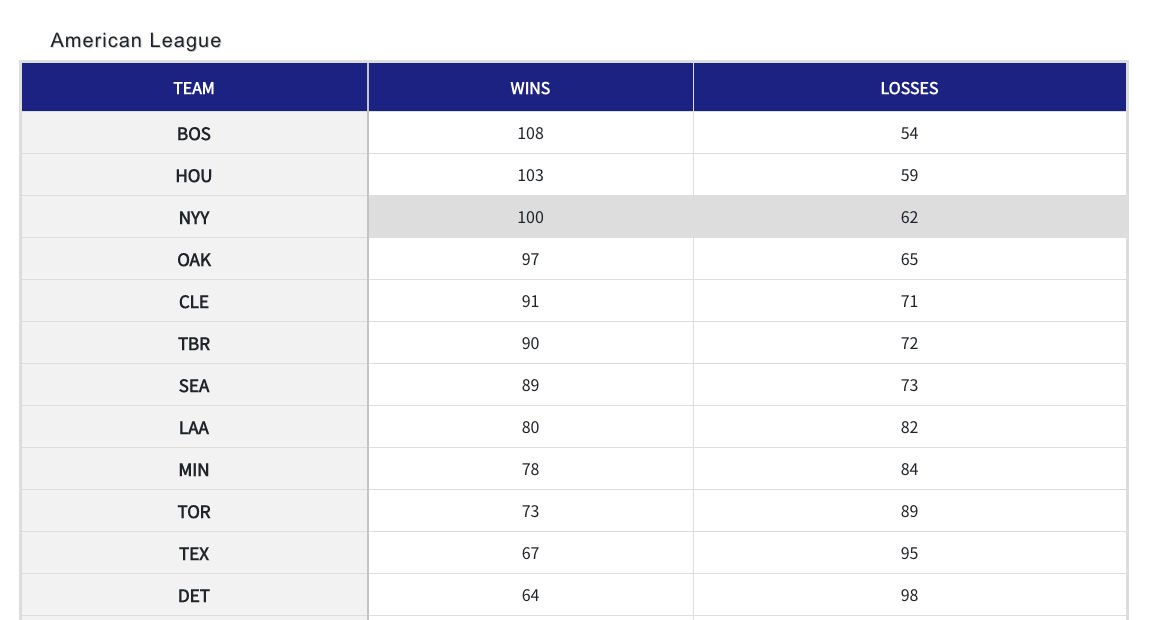 American League
TEAM WINS LOSSES
BOS 108 54
HOU 103 59
NYY 100 62
OAK 97 65
CLE 91 71
TBR 90 72
SEA 89 73
LAA 80 82
MIN 78 84
TOR 73 89
TEX 67 95
DET 64 98